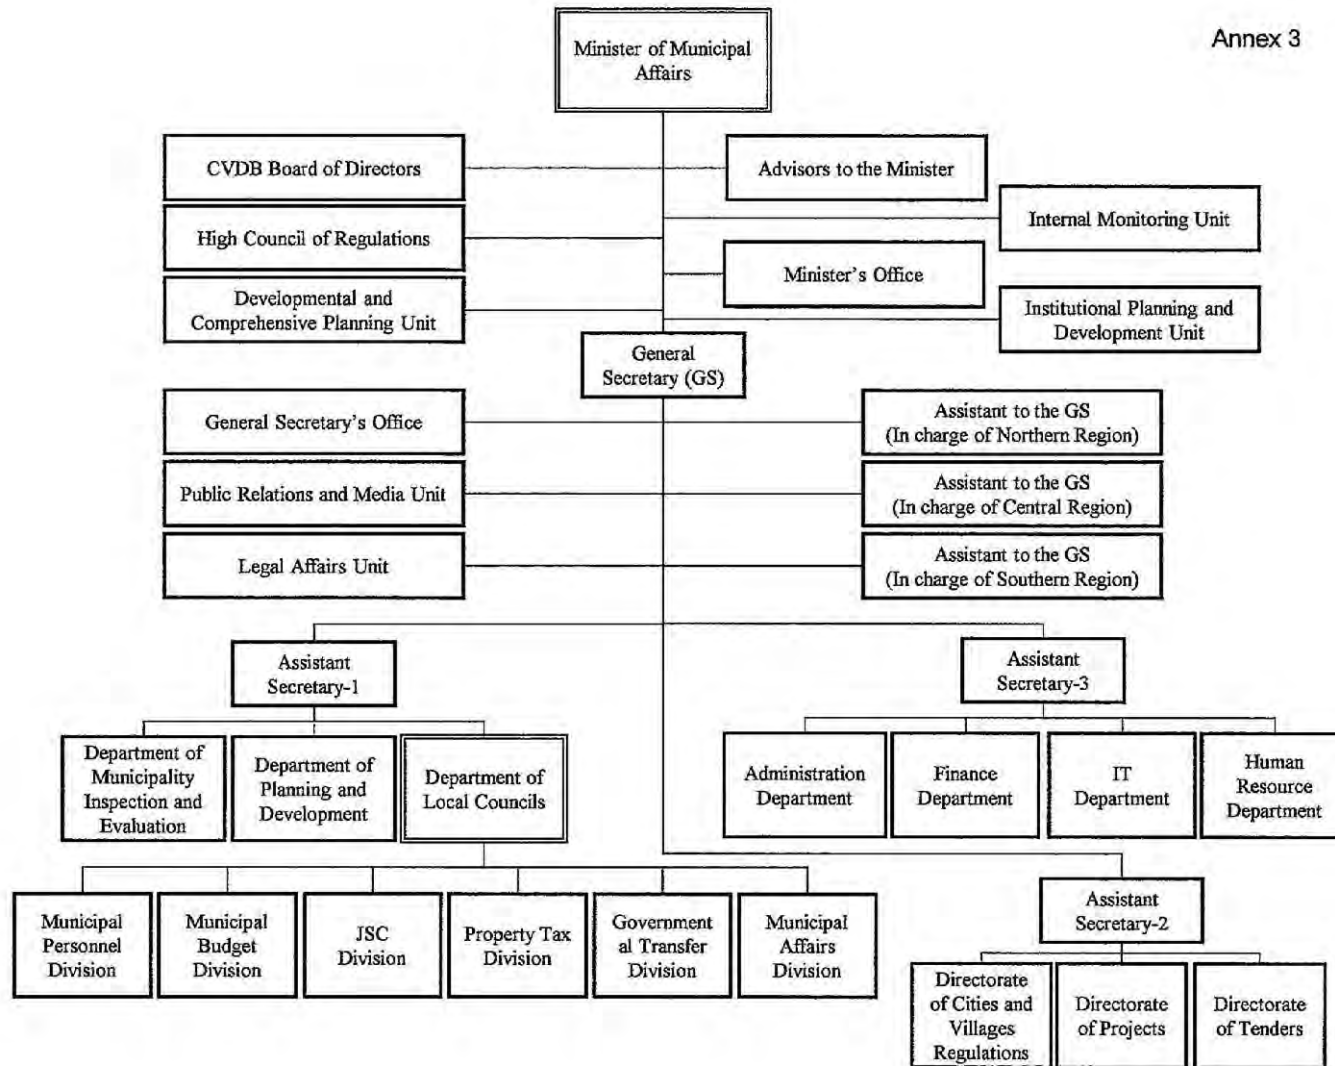 Annex 3
Minister of Municipal
Affairs
CVDB Board of Directors
Advisors to the Minister
Internal Monitoring Unit
High Council of Regulations
Minister's Office
Developmental and
Comprehensive Planning Unit
Institutional Planning and
Development Unit
General
Secretary (GS)
General Secretary's Office
Assistant to the GS
(In charge of Northern Region)
Public Relations and Media Unit
Assistant to the GS
(In charge of Central Region)
Legal Affairs Unit
Assistant to the GS
(In charge of Southern Region)
Assistant
Secretary-1
Assistant
Secretary-3
Department of
Municipality
Inspection and
Evaluation
Department of
Planning and
Development
Department of
Local Councils
Administration
Department
Finance
Department
IT
Department
Human
Resource
Department
Municipal
Personnel
Division
Municipal
Budget
Division
JSC
Division
Property Tax
Division
Government
al Transfer
Division
Municipal
Affairs
Division
Assistant
Secretary-2
Directorate
of Cities and
Villages
Regulations
Directorate
of Projects
Directorate
of Tenders